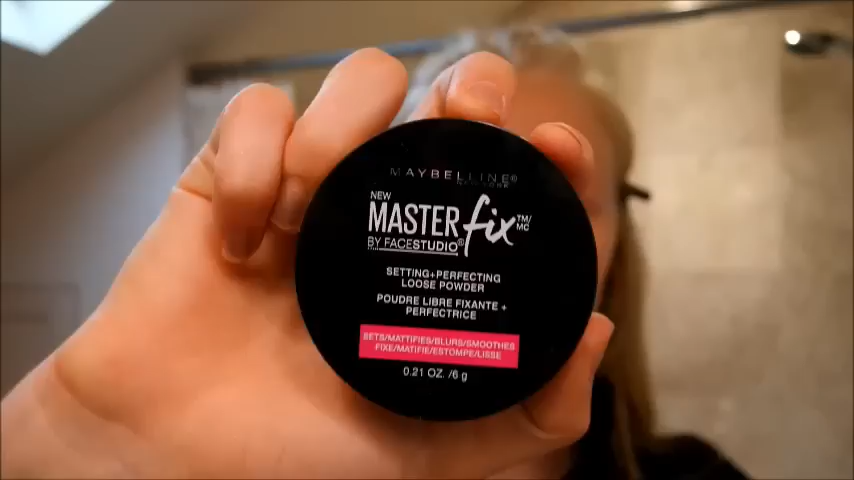 MAYBELLINE®
NEW YORK
NEW
MASTER fix TM/MC
BY FACESTUDIO®
SETTING+PERFECTING
LOOSE POWDER
POUDRE LIBRE FIXANTE +
PERFECTRICE
SETS/MATTIFIES/BLURS/SMOOTHES
FIXE/MATIFIE/ESTOMPE/LISSE
0.21 OZ. /6 g